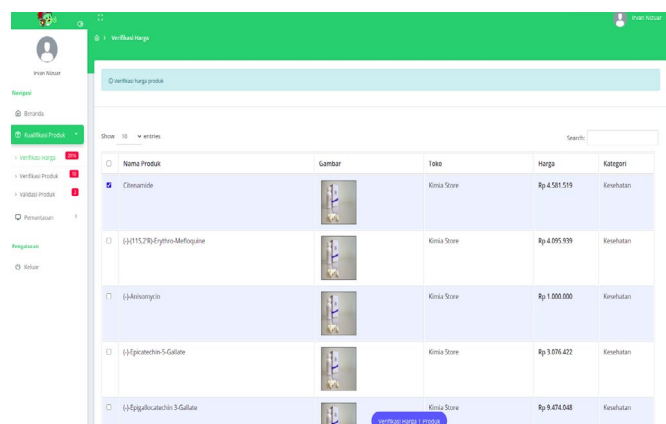 Irvan Nizuar
Verifikasi Harga
Irvan Nizuar
Verifikasi harga produk
Navigasi
Beranda
Kualifikasi Produk
Verifikasi Harga
Verifikasi Produk
Validasi Produk
Pemantauan
Pengaturan
Keluar
Show 10 entries
Search:
Nama Produk Gambar Toko Harga Kategori
Citenamide Kimia Store Rp 4.581.519 Kesehatan
(-)-(11S,2'R)-Erythro-Mefloquine Kimia Store Rp 4.095.939 Kesehatan
(-)-Anisomycin Kimia Store Rp 1.000.000 Kesehatan
(-)-Epicatechin-5-Gallate Kimia Store Rp 3.076.422 Kesehatan
(-)-Epigallocatechin 3-Gallate Kimia Store Rp 9.474.048 Kesehatan
Verifikasi Harga 1 Produk